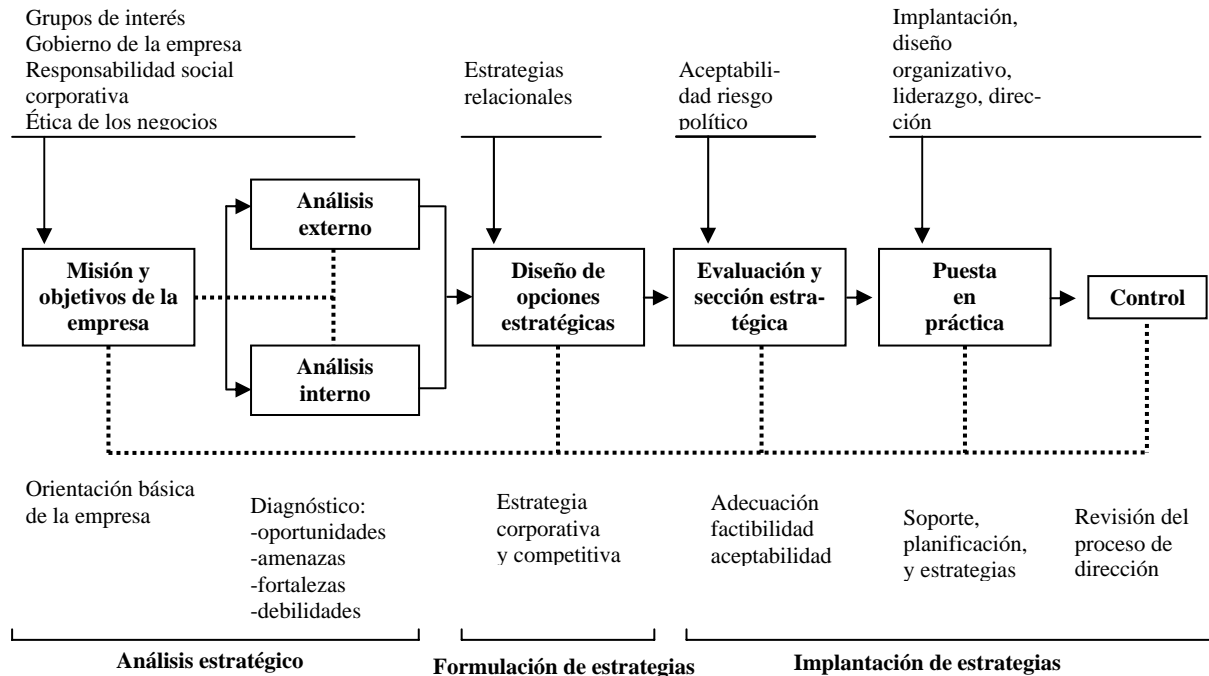 Grupos de interés
Gobierno de la empresa
Responsabilidad social
corporativa
Ética de los negocios
Estrategias
relacionales
Aceptabili-
dad riesgo
político
Implantación,
diseño
organizativo,
liderazgo, direc-
ción
Misión y
objetivos de la
empresa
Análisis
externo
Análisis
interno
Diseño de
opciones
estratégicas
Evaluación y
sección estra-
tégica
Puesta
en
práctica
Control
Orientación básica
de la empresa
Diagnóstico:
-oportunidades
-amenazas
-fortalezas
-debilidades
Estrategia
corporativa
y competitiva
Adecuación
factibilidad
aceptabilidad
Soporte,
planificación,
y estrategias
Revisión del
proceso de
dirección
Análisis estratégico
Formulación de estrategias
Implantación de estrategias